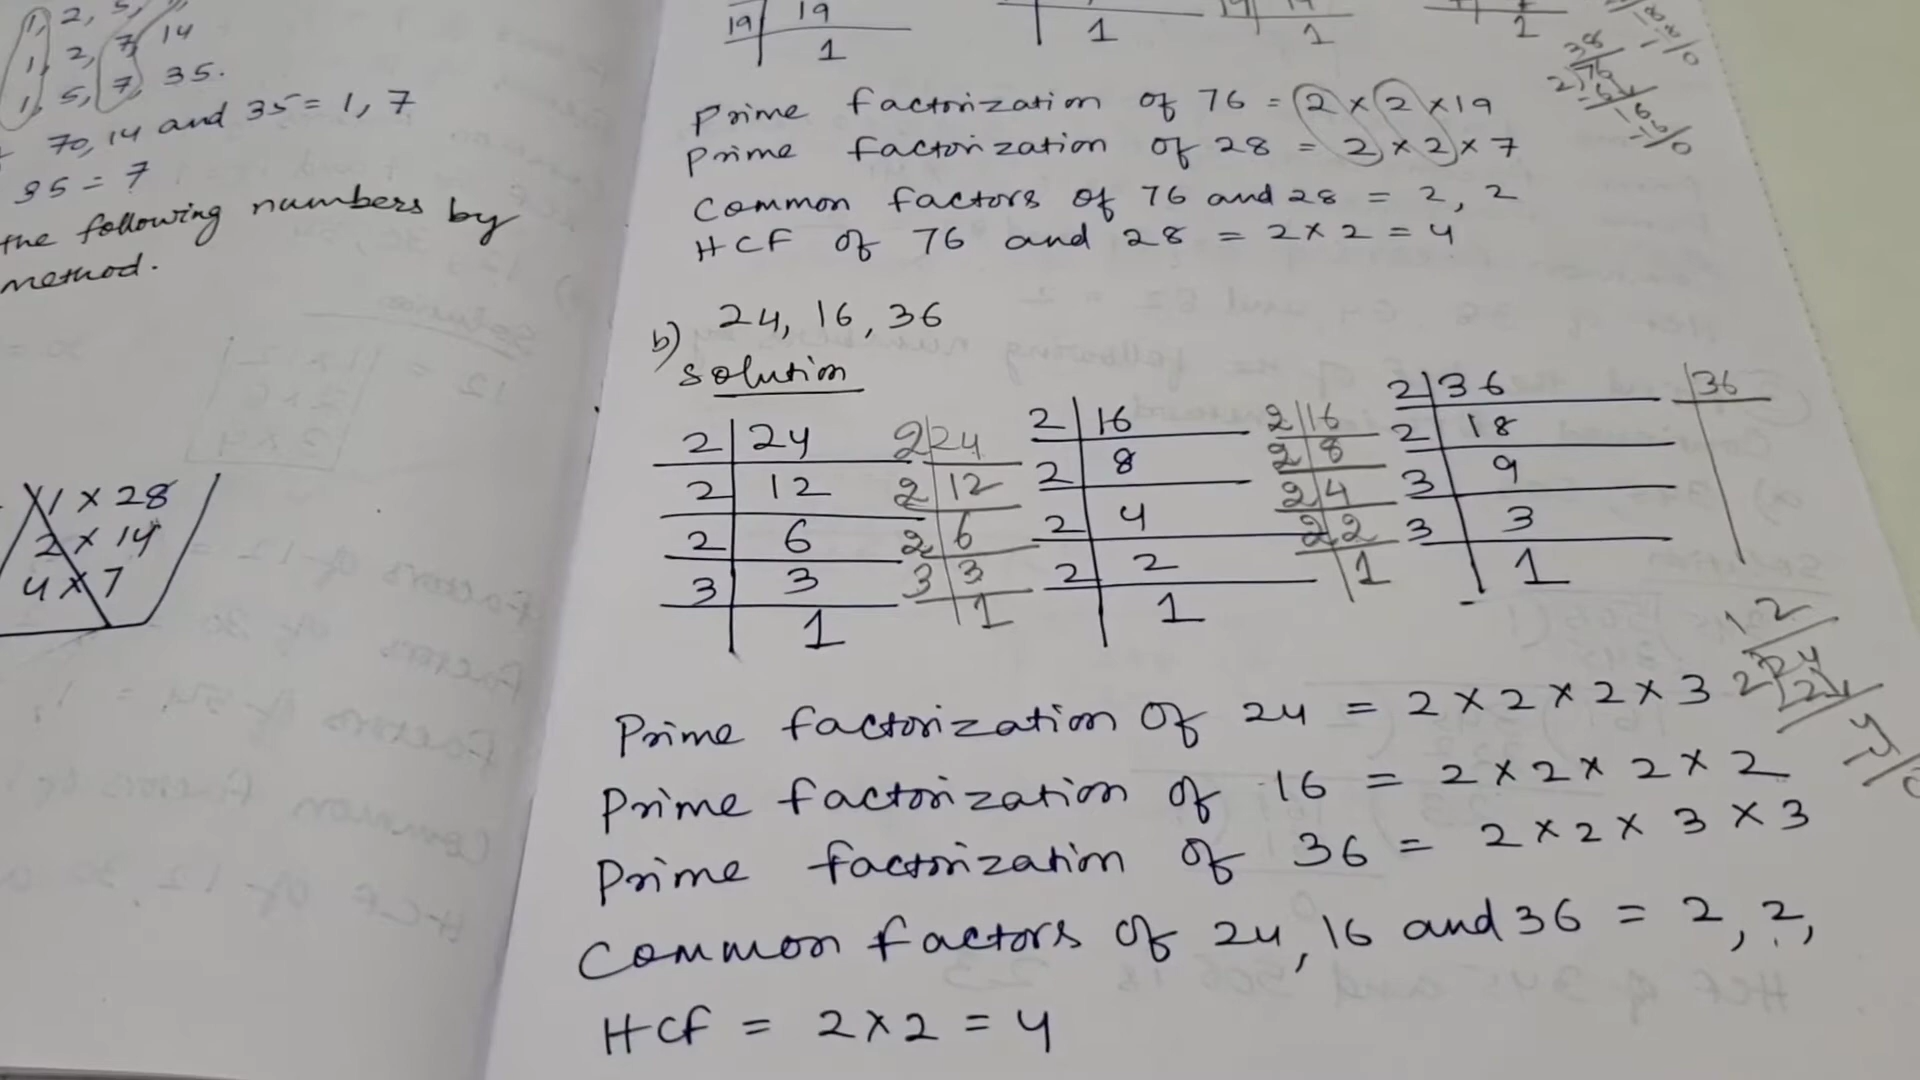 1, 2, 5,
1, 2, 7, 14
1, 5, 7, 35.
70, 14 and 35 = 1, 7
35 = 7
the following numbers by
method.
1 × 28
2 × 14
4 × 7
19 | 19
1
1
1
1
Prime factorization of 76 = 2 × 2 × 19
Prime factorization of 28 = 2 × 2 × 7
Common factors of 76 and 28 = 2, 2
HCF of 76 and 28 = 2 × 2 = 4
b) 24, 16, 36
Solution
2 | 24
2 | 12
2 | 6
3 | 3
1
2 | 24
2 | 12
2 | 6
3 | 3
1
2 | 16
2 | 8
2 | 4
2 | 2
1
2 | 16
2 | 8
2 | 4
2 | 2
1
2 | 36
2 | 18
3 | 9
3 | 3
1
36
Prime factorization of 24 = 2 × 2 × 2 × 3
Prime factorization of 16 = 2 × 2 × 2 × 2
Prime factorization of 36 = 2 × 2 × 3 × 3
Common factors of 24, 16 and 36 = 2, 2,
HCF = 2 × 2 = 4